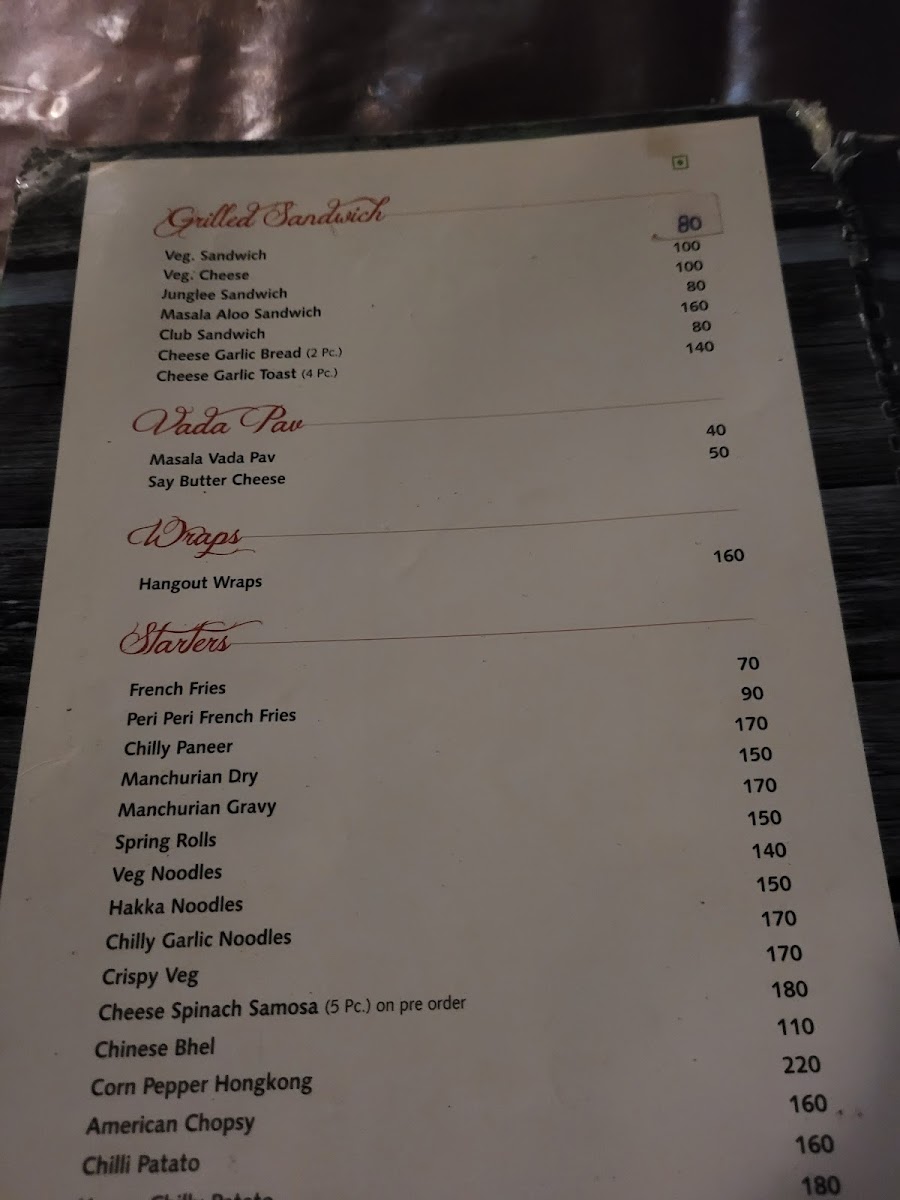 Grilled Sandwich
Veg. Sandwich 80
Veg. Cheese 100
Junglee Sandwich 100
Masala Aloo Sandwich 80
Club Sandwich 160
Cheese Garlic Bread (2 Pc.) 80
Cheese Garlic Toast (4 Pc.) 140
Vada Pav
Masala Vada Pav 40
Say Butter Cheese 50
Wraps
Hangout Wraps 160
Starters
French Fries 70
Peri Peri French Fries 90
Chilly Paneer 170
Manchurian Dry 150
Manchurian Gravy 170
Spring Rolls 150
Veg Noodles 140
Hakka Noodles 150
Chilly Garlic Noodles 170
Crispy Veg 170
Cheese Spinach Samosa (5 Pc.) on pre order 180
Chinese Bhel 110
Corn Pepper Hongkong 220
American Chopsy 160
Chilli Patato 160
180